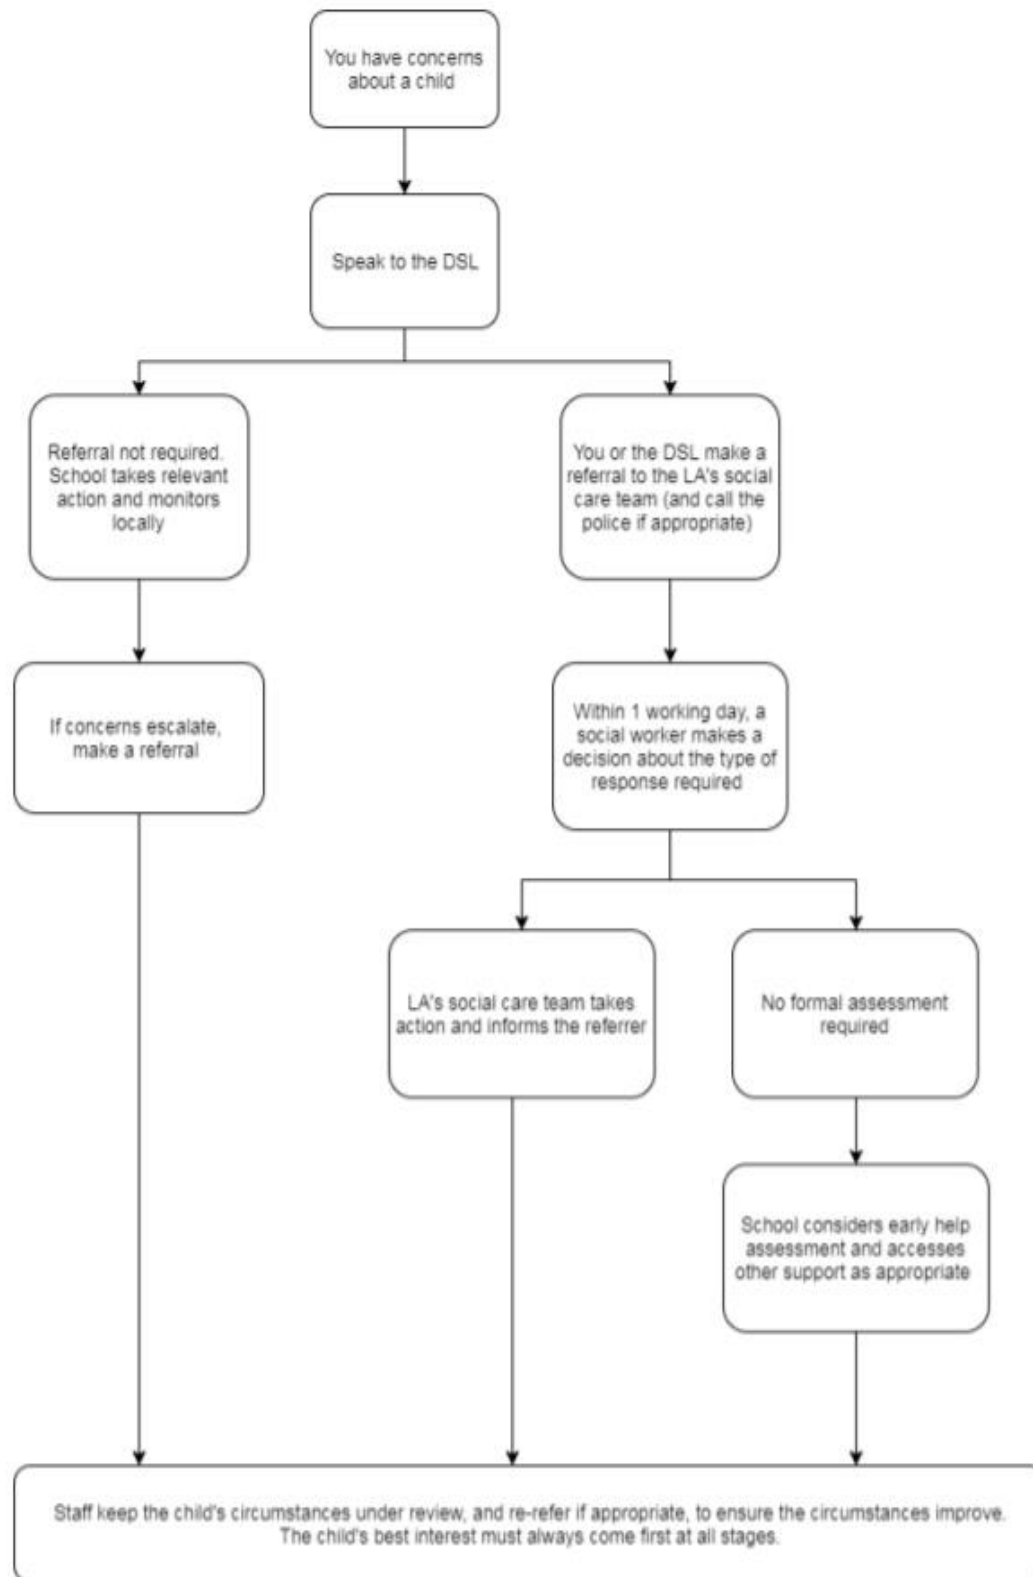 You have concerns
about a child
Speak to the DSL
Referral not required.
School takes relevant
action and monitors
locally
You or the DSL make a
referral to the LA's social
care team (and call the
police if appropriate)
If concerns escalate,
make a referral
Within 1 working day, a
social worker makes a
decision about the type of
response required
LA's social care team takes
action and informs the referrer
No formal assessment
required
School considers early help
assessment and accesses
other support as appropriate
Staff keep the child's circumstances under review, and re-refer if appropriate, to ensure the circumstances improve.
The child's best interest must always come first at all stages.